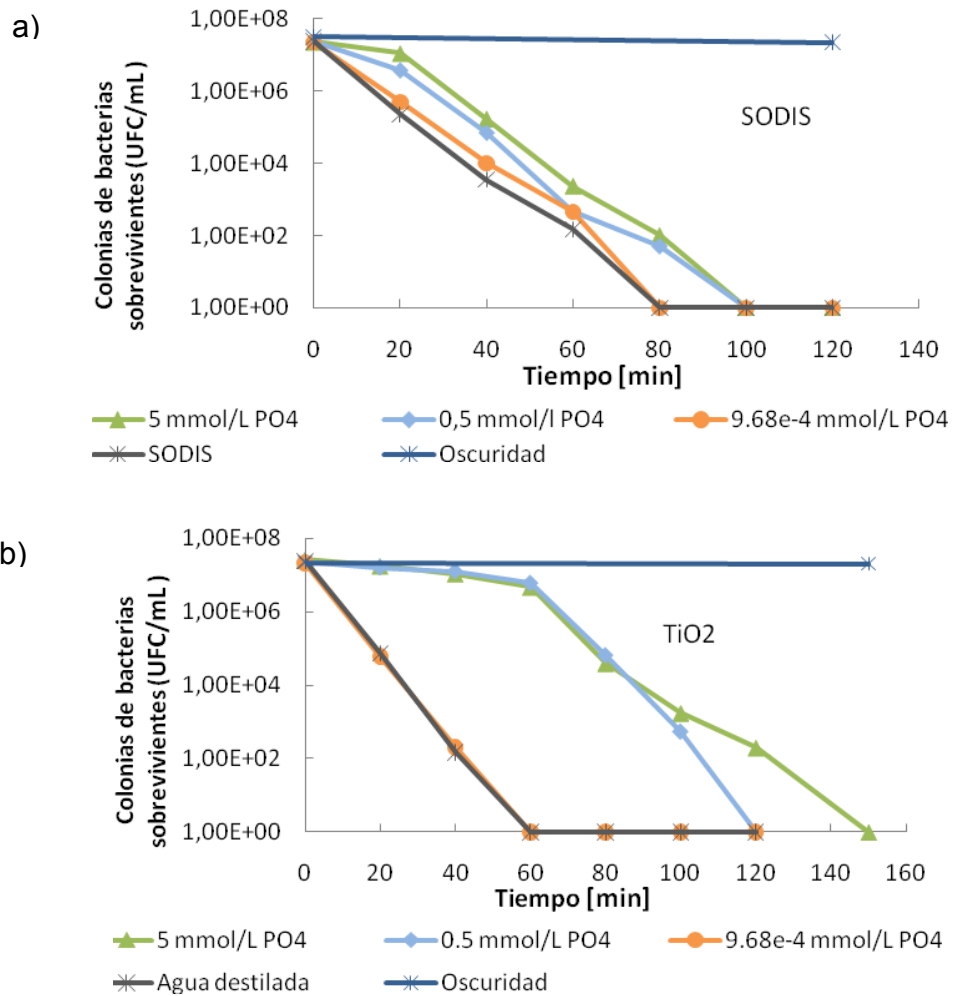 a)
Colonias de bacterias
sobrevivientes (UFC/mL)
1,00E+08
1,00E+06
1,00E+04
1,00E+02
1,00E+00
SODIS
0 20 40 60 80 100 120 140
Tiempo [min]
5 mmol/L PO4 0,5 mmol/l PO4 9.68e-4 mmol/L PO4
SODIS Oscuridad
b)
Colonias de bacterias
sobrevivientes (UFC/mL)
1,00E+08
1,00E+06
1,00E+04
1,00E+02
1,00E+00
TiO2
0 20 40 60 80 100 120 140 160
Tiempo [min]
5 mmol/L PO4 0.5 mmol/L PO4 9.68e-4 mmol/L PO4
Agua destilada Oscuridad